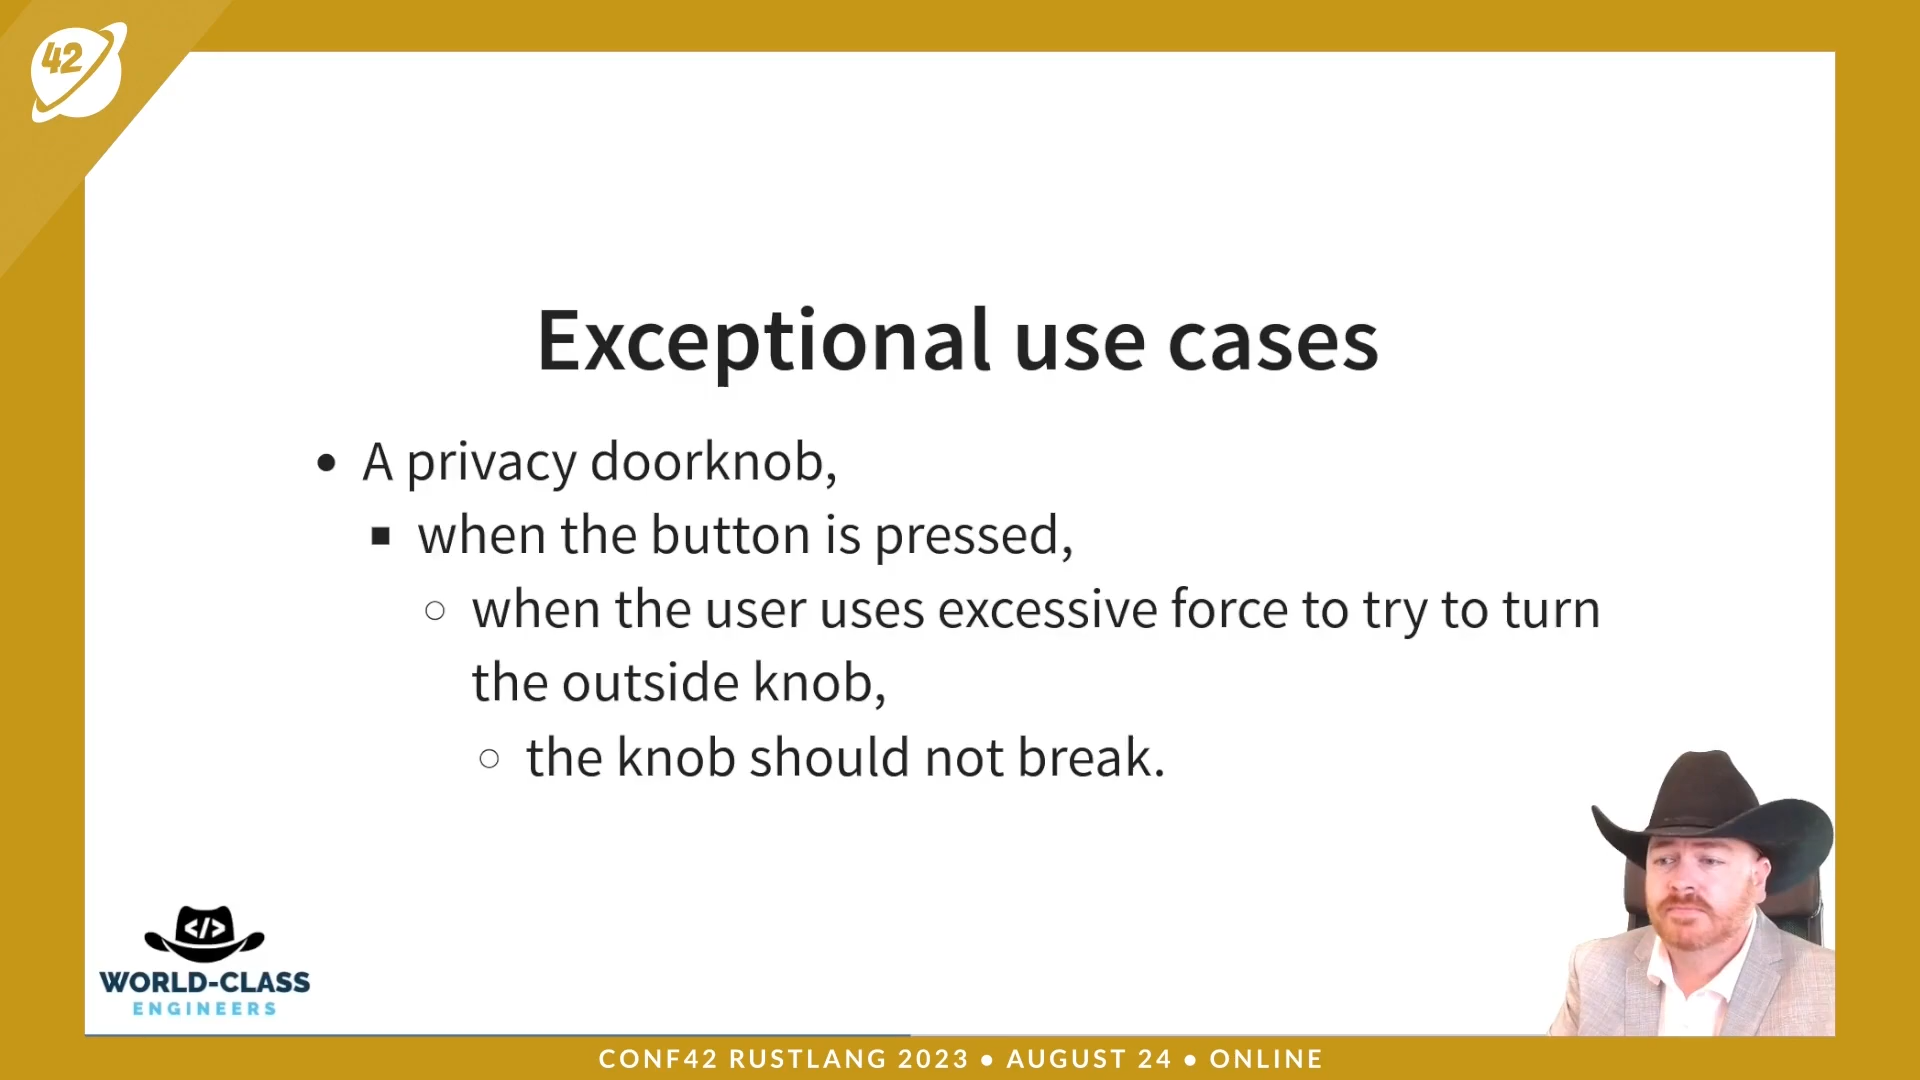 42
Exceptional use cases
• A privacy doorknob,
▪ when the button is pressed,
○ when the user uses excessive force to try to turn
the outside knob,
○ the knob should not break.
</>
WORLD-CLASS
ENGINEERS
CONF42 RUSTLANG 2023 • AUGUST 24 • ONLINE